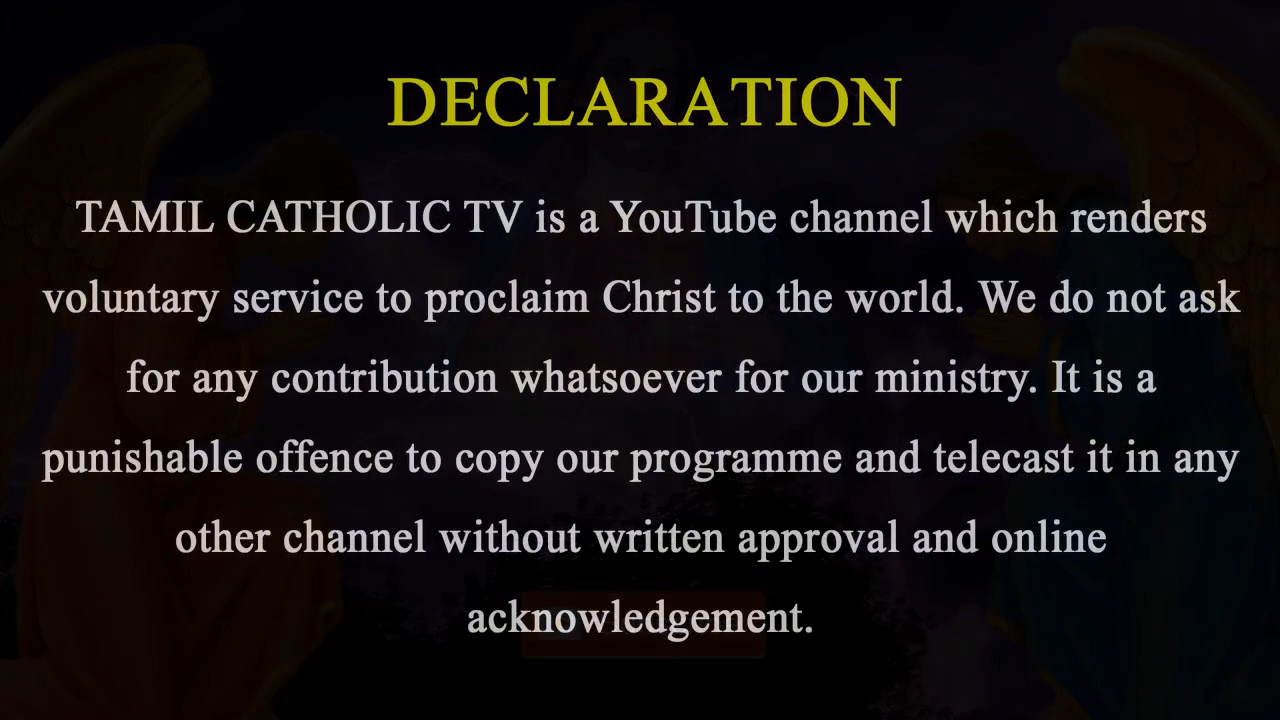 DECLARATION
TAMIL CATHOLIC TV is a YouTube channel which renders
voluntary service to proclaim Christ to the world. We do not ask
for any contribution whatsoever for our ministry. It is a
punishable offence to copy our programme and telecast it in any
other channel without written approval and online
acknowledgement.